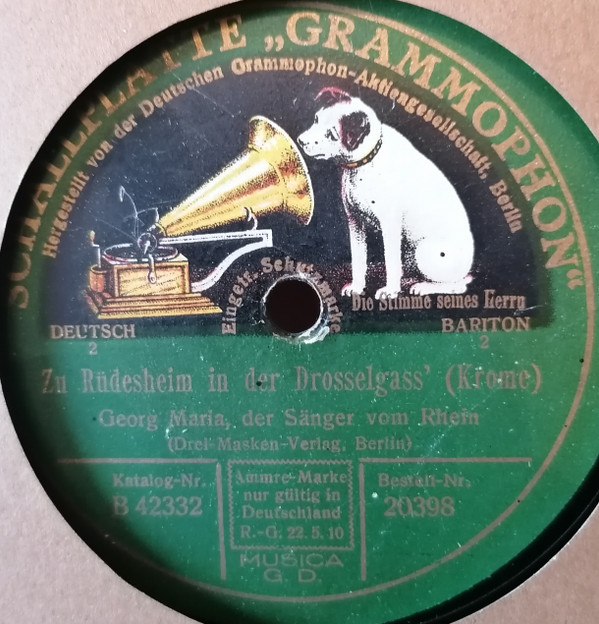 SCHALLPLATTE „GRAMMOPHON“
Hergestellt von der Deutschen Grammophon-Aktiengesellschaft, Berlin
Eingetr. Schutzmarke
Die Stimme seines Herrn
DEUTSCH
2
BARITON
2
Zu Rüdesheim in der Drosselgass' (Krome)
Georg Maria, der Sänger vom Rhein
(Drei-Masken-Verlag, Berlin)
Katalog-Nr.
B 42332
Ammre-Marke
nur gültig in
Deutschland
R.-G. 22. 5. 10
Bestell-Nr.
20398
MUSICA
G. D.